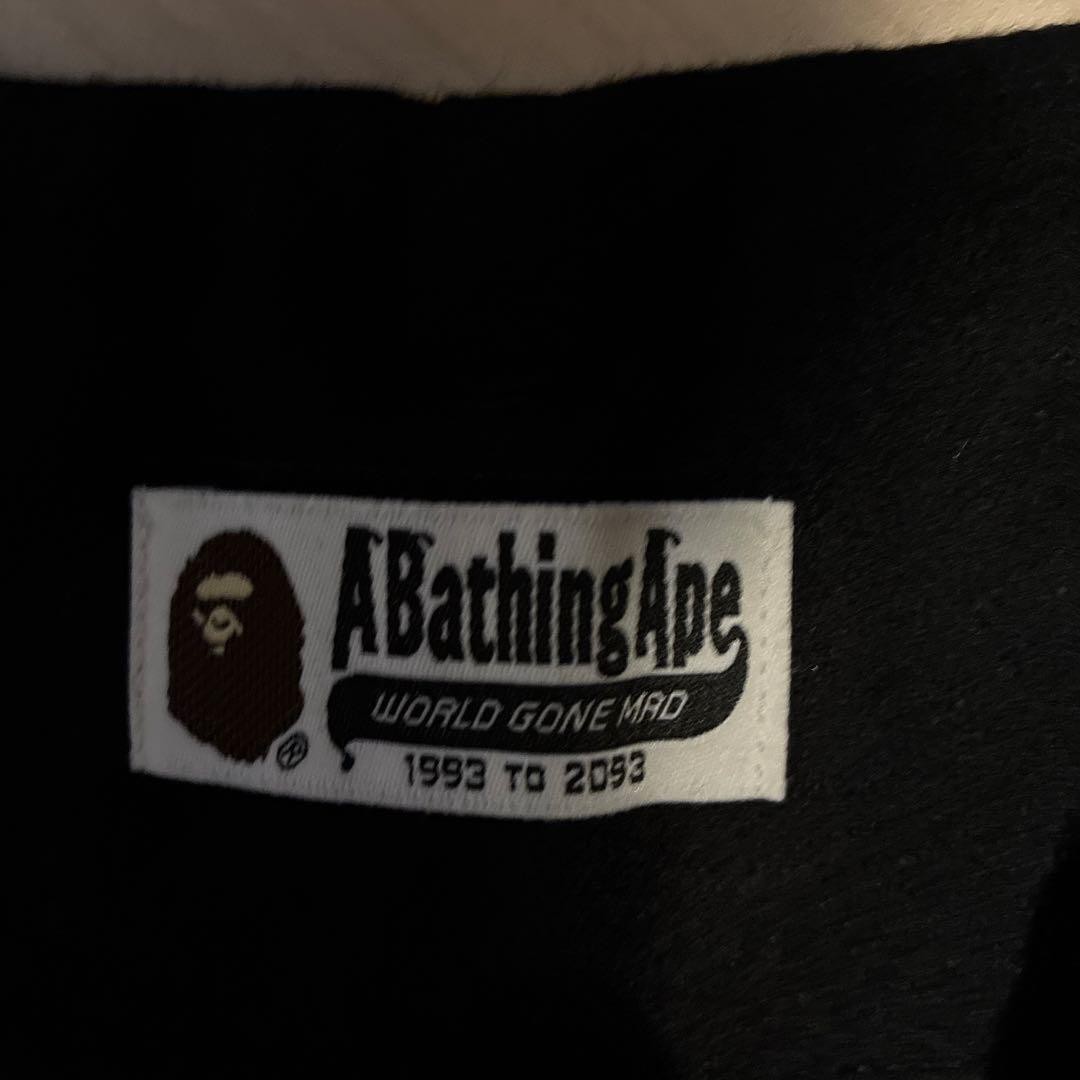 ABathingApe
WORLD GONE MAD
1993 TO 2093
®